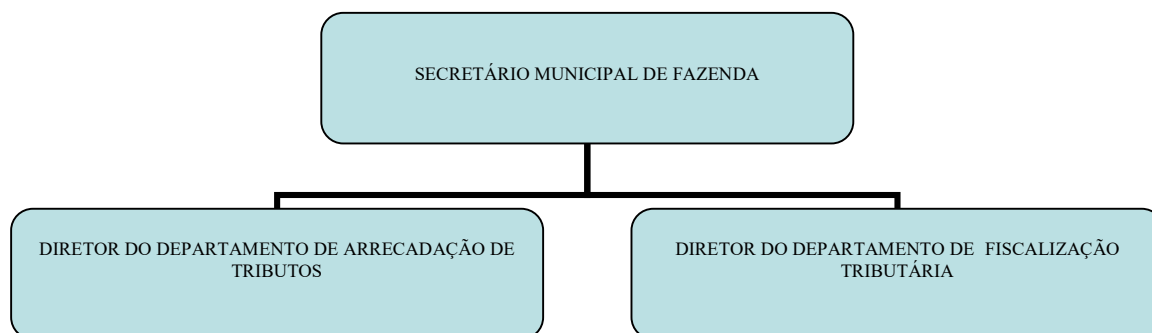 SECRETÁRIO MUNICIPAL DE FAZENDA
DIRETOR DO DEPARTAMENTO DE ARRECADAÇÃO DE
TRIBUTOS
DIRETOR DO DEPARTAMENTO DE FISCALIZAÇÃO
TRIBUTÁRIA